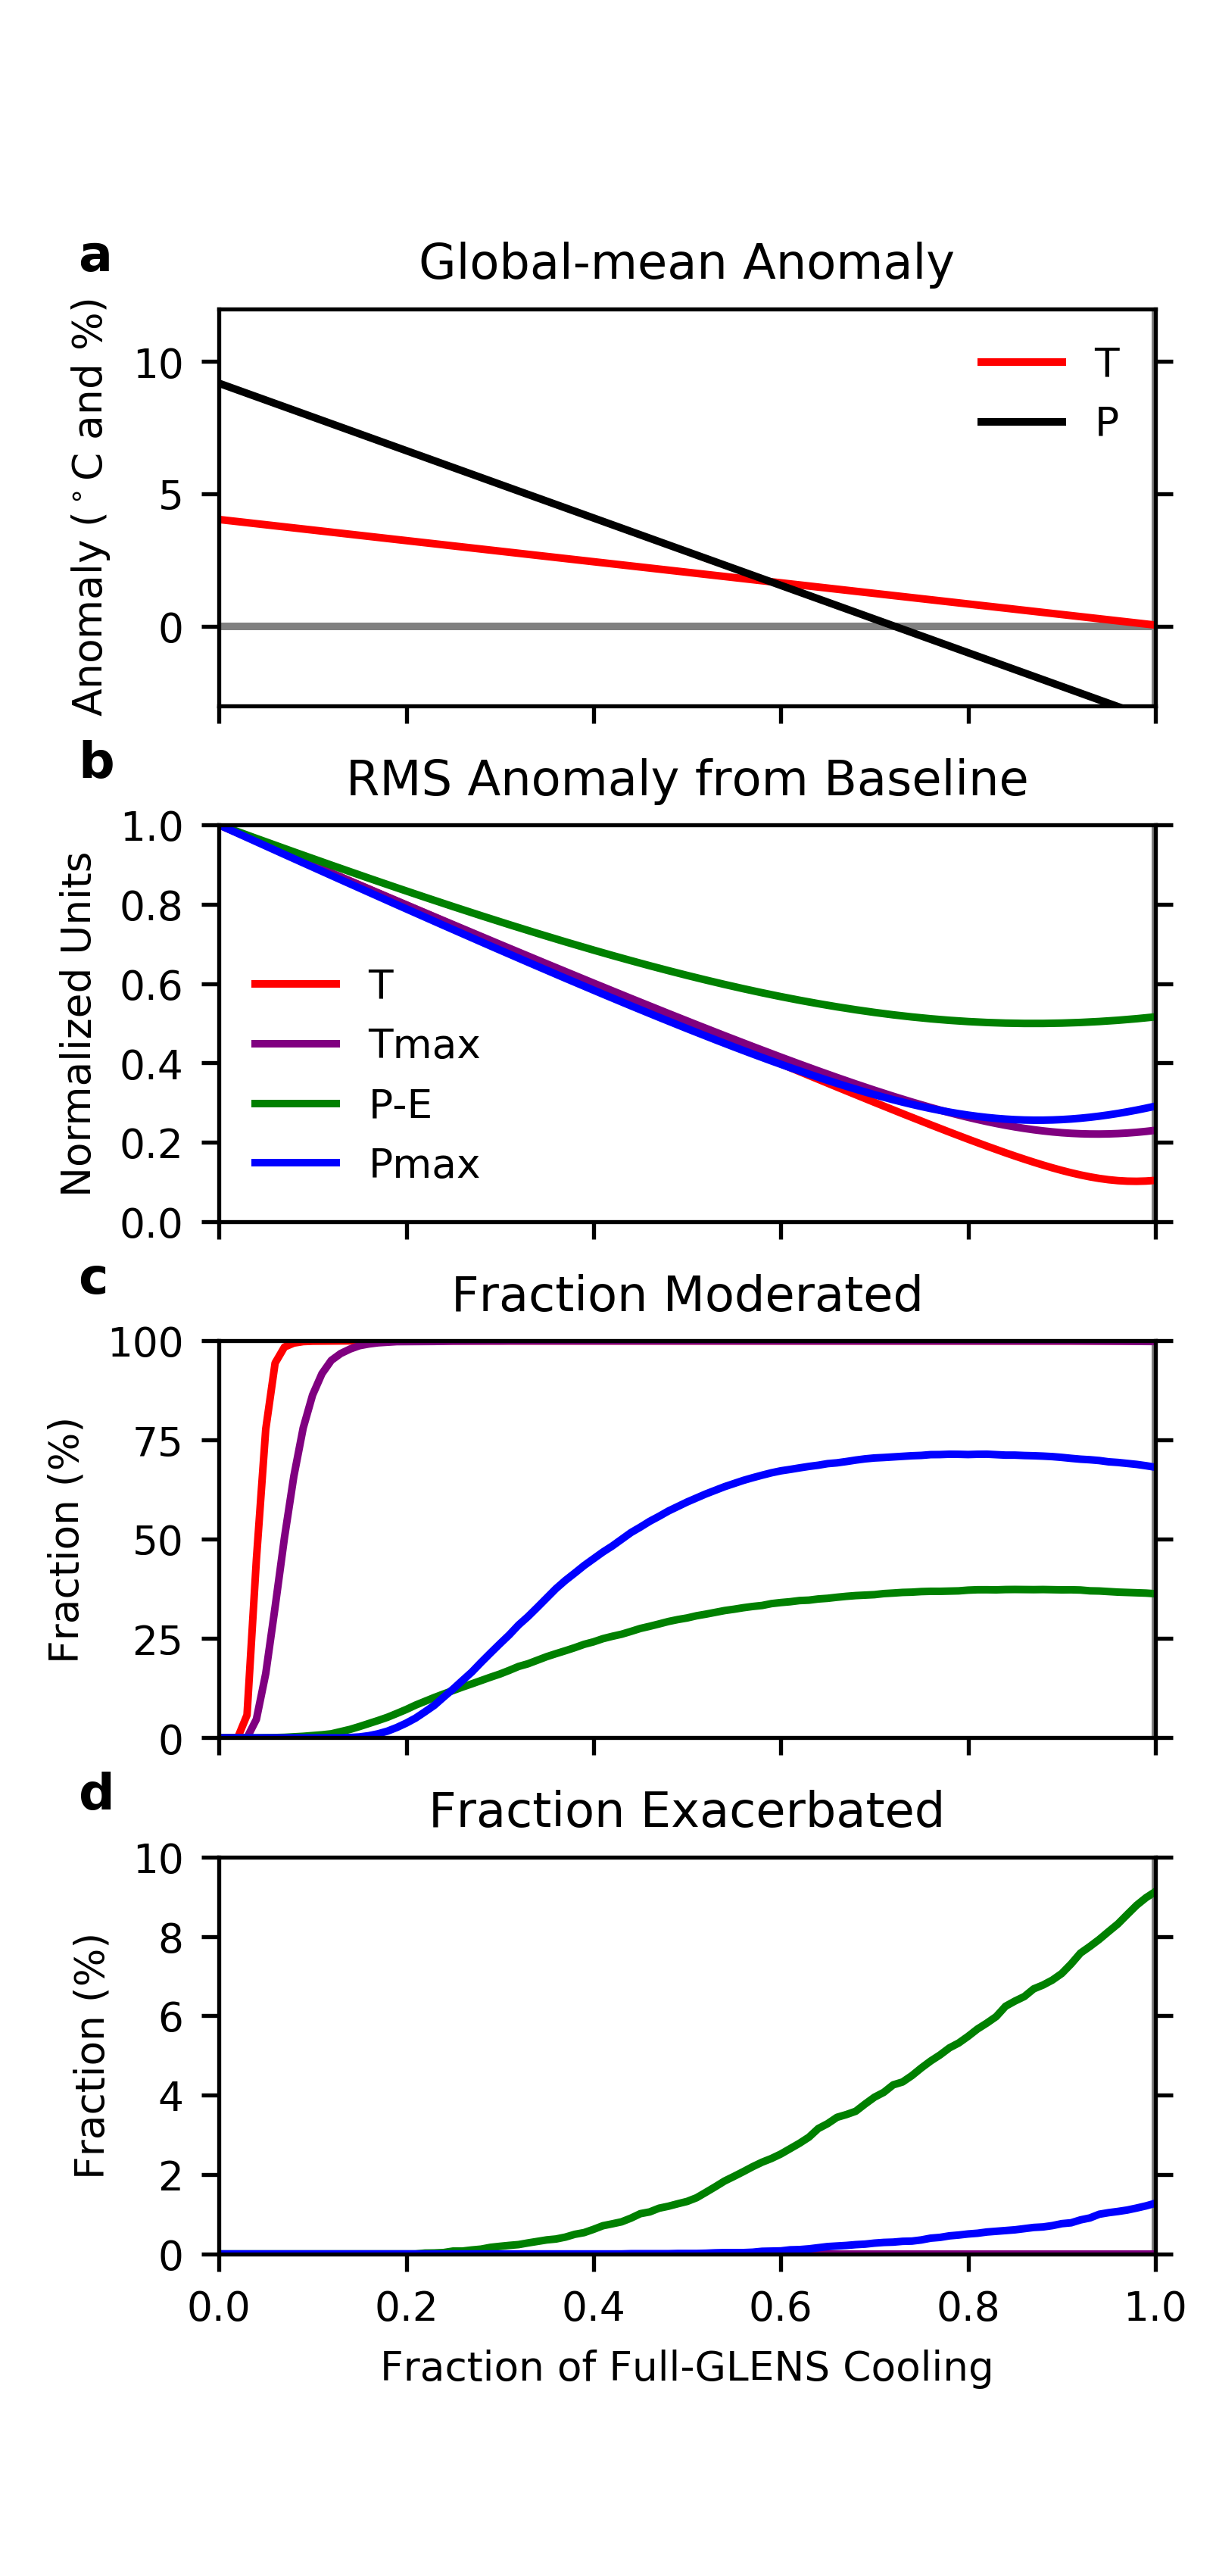 a
Global-mean Anomaly
Anomaly (°C and %)
10
5
0
T
P
b
RMS Anomaly from Baseline
Normalized Units
1.0
0.8
0.6
0.4
0.2
0.0
T
Tmax
P-E
Pmax
c
Fraction Moderated
Fraction (%)
100
75
50
25
0
d
Fraction Exacerbated
Fraction (%)
10
8
6
4
2
0
0.0 0.2 0.4 0.6 0.8 1.0
Fraction of Full-GLENS Cooling